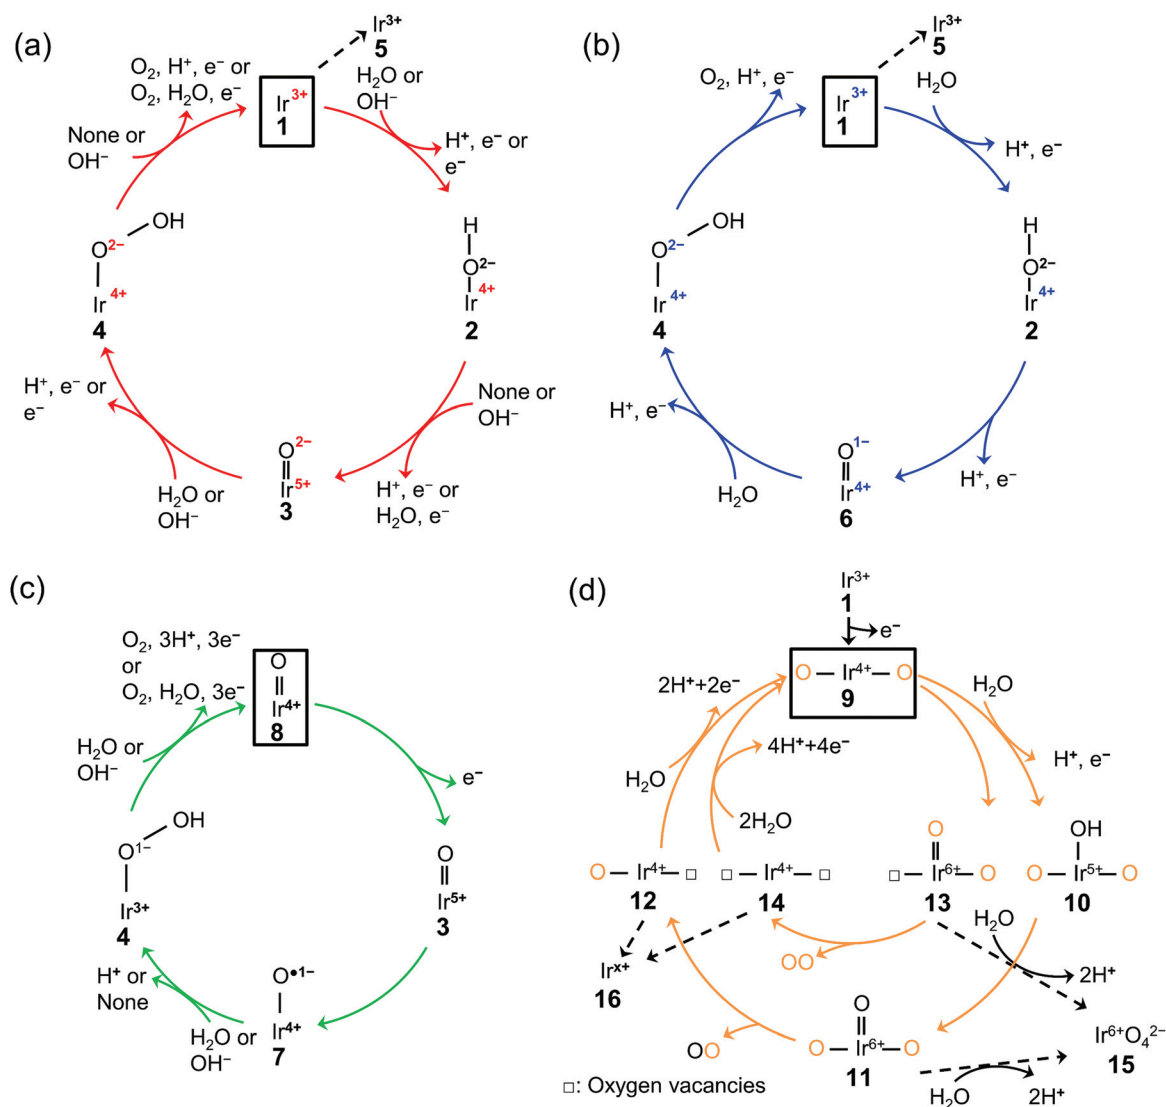 (a)
Ir³⁺
5
O₂, H⁺, e⁻ or
O₂, H₂O, e⁻
Ir³⁺
1
H₂O or
OH⁻
None or
OH⁻
H⁺, e⁻ or
e⁻
OH
O²⁻
Ir⁴⁺
4
H
O²⁻
Ir⁴⁺
2
H⁺, e⁻ or
e⁻
None or
OH⁻
O²⁻
Ir⁵⁺
3
H₂O or
OH⁻
H⁺, e⁻ or
H₂O, e⁻
(b)
Ir³⁺
5
O₂, H⁺, e⁻
Ir³⁺
1
H₂O
H⁺, e⁻
OH
O²⁻
Ir⁴⁺
4
H
O²⁻
Ir⁴⁺
2
H⁺, e⁻
O¹⁻
Ir⁴⁺
6
H₂O
H⁺, e⁻
(c)
O₂, 3H⁺, 3e⁻
or
O₂, H₂O, 3e⁻
O
Ir⁴⁺
8
H₂O or
OH⁻
e⁻
OH
O¹⁻
Ir³⁺
4
O
Ir⁵⁺
3
H⁺ or
None
O•¹⁻
Ir⁴⁺
7
H₂O or
OH⁻
(d)
Ir³⁺
1
e⁻
O Ir⁴⁺ O
9
2H⁺+2e⁻
H₂O
4H⁺+4e⁻
H₂O
H⁺, e⁻
2H₂O
O Ir⁴⁺ □
12
□ Ir⁴⁺ □
14
O
□ Ir⁶⁺ O
13
OH
O Ir⁵⁺ O
10
Irˣ⁺
16
OO
H₂O
2H⁺
OO
O
O Ir⁶⁺ O
11
Ir⁶⁺O₄²⁻
15
H₂O
2H⁺
□: Oxygen vacancies